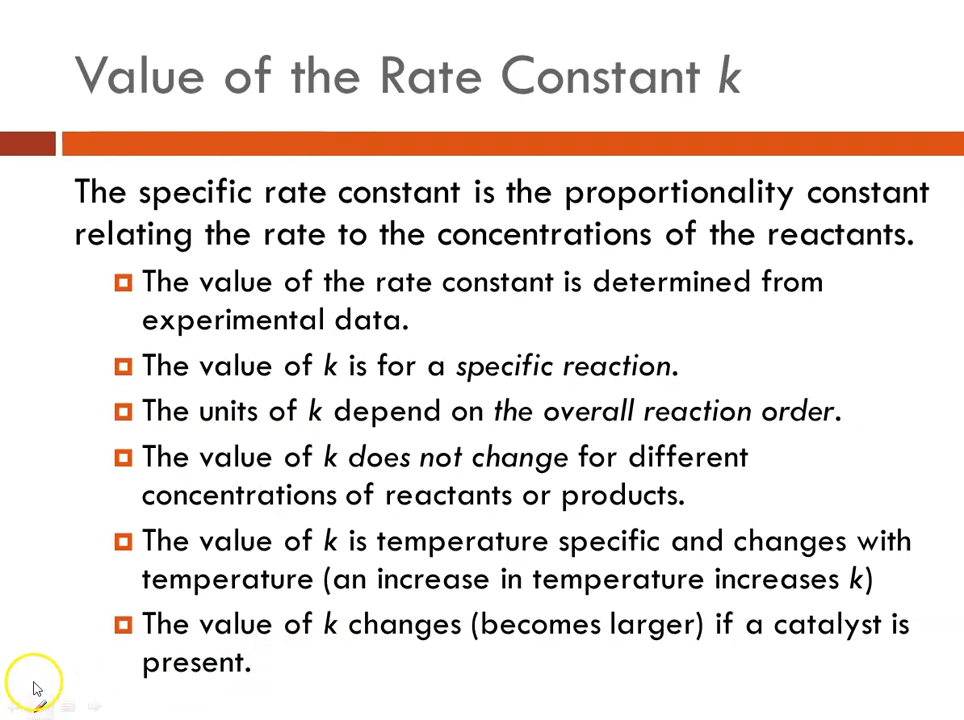 Value of the Rate Constant k
The specific rate constant is the proportionality constant
relating the rate to the concentrations of the reactants.
The value of the rate constant is determined from
experimental data.
The value of k is for a specific reaction.
The units of k depend on the overall reaction order.
The value of k does not change for different
concentrations of reactants or products.
The value of k is temperature specific and changes with
temperature (an increase in temperature increases k)
The value of k changes (becomes larger) if a catalyst is
present.